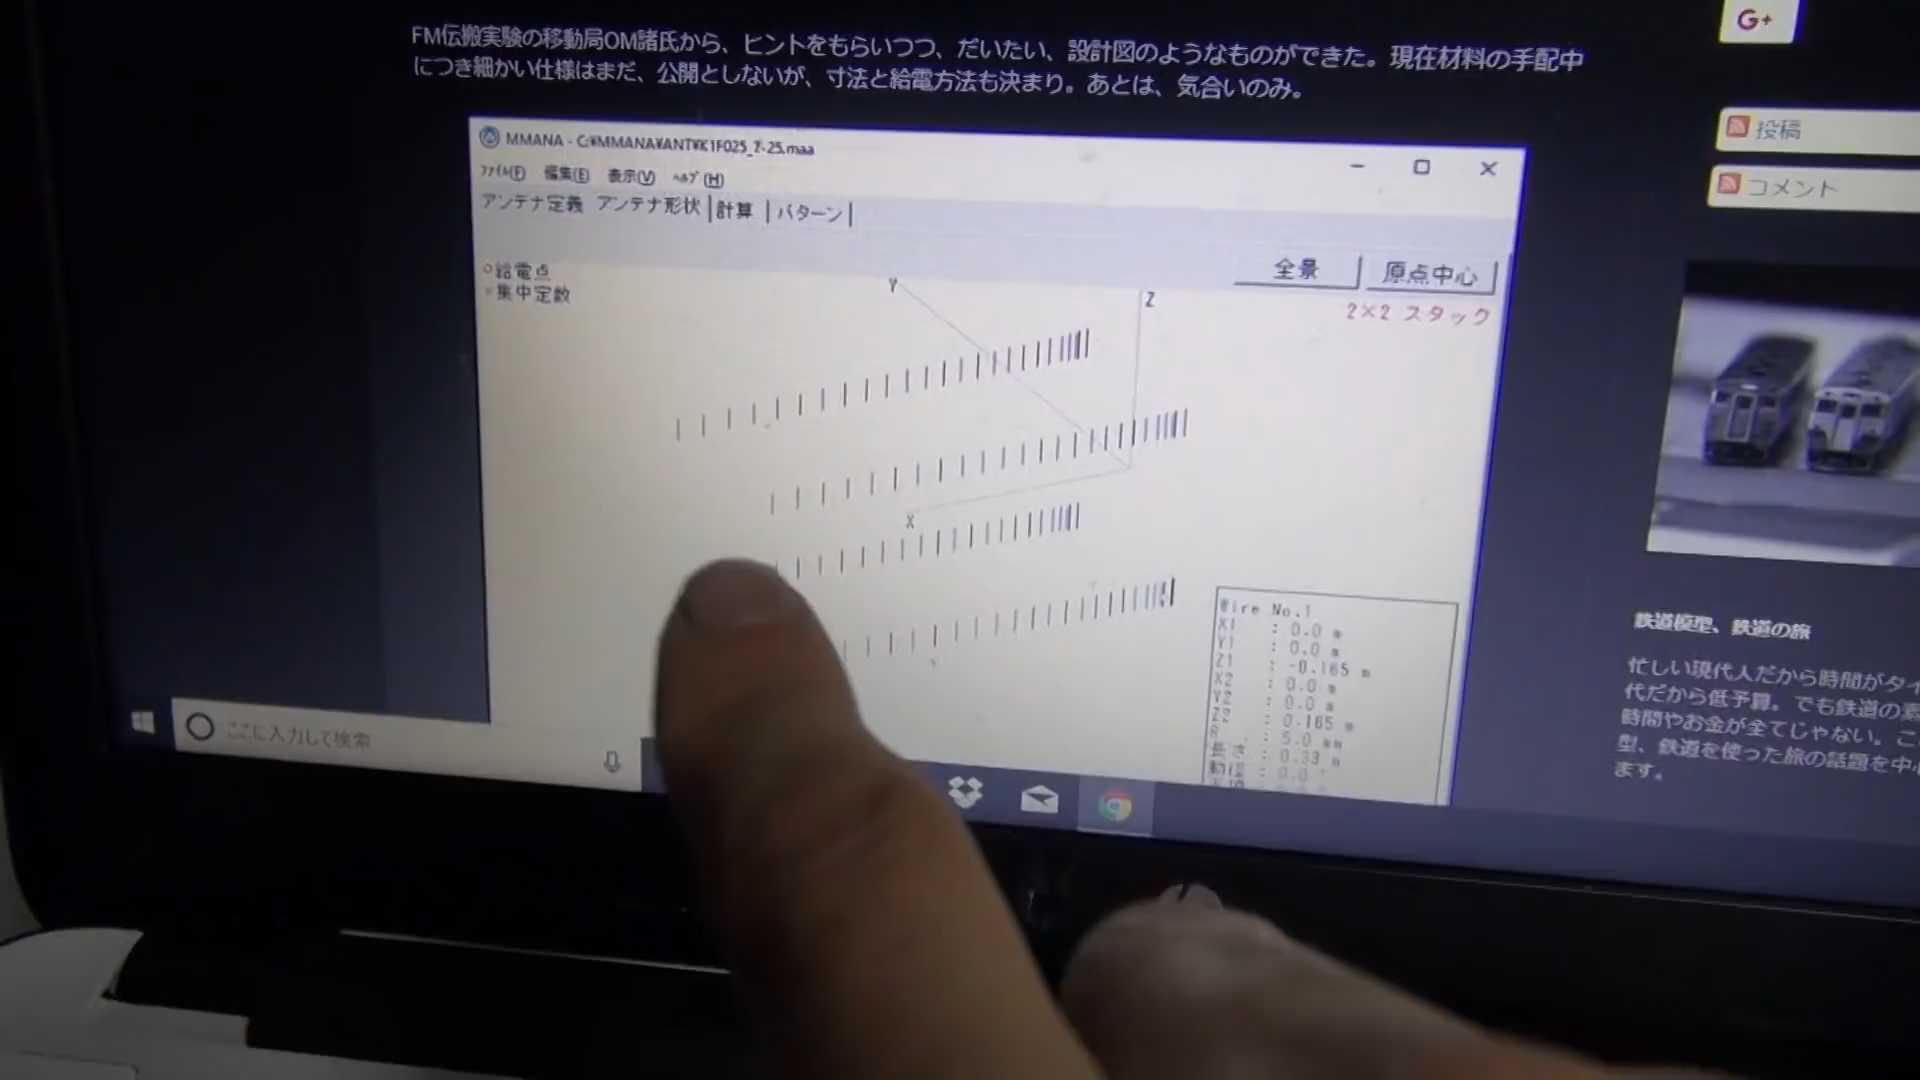 FM伝搬実験の移動局OM諸氏から、ヒントをもらいつつ、だいたい、設計図のようなものができた。現在材料の手配中
につき細かい仕様はまだ、公開としないが、寸法と給電方法も決まり。あとは、気合いのみ。
G+
投稿
コメント
MMANA - C:¥MMANA¥ANT¥K1F025_Z-25.maa
ファイル(F) 編集(E) 表示(V) ヘルプ(H)
アンテナ定義 アンテナ形状 計算 パターン
給電点
集中定数
全景 原点中心
2×2 スタック
Y
Z
X
Wire No.1
X1 : 0.0 m
Y1 : 0.0 m
Z1 : -0.165 m
X2 : 0.0 m
Y2 : 0.0 m
Z2 : 0.165 m
R : 5.0 mm
長さ : 0.33 m
鉄道模型、鉄道の旅
忙しい現代人だから時間がタイ
代だから低予算。でも鉄道の素
時間やお金が全てじゃない。こ
型、鉄道を使った旅の話題を中心
ます。
ここに入力して検索